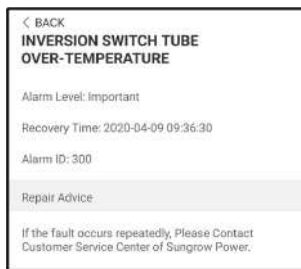 < BACK
INVERSION SWITCH TUBE
OVER-TEMPERATURE
Alarm Level: Important
Recovery Time: 2020-04-09 09:36:30
Alarm ID: 300
Repair Advice
If the fault occurs repeatedly, Please Contact
Customer Service Center of Sungrow Power.